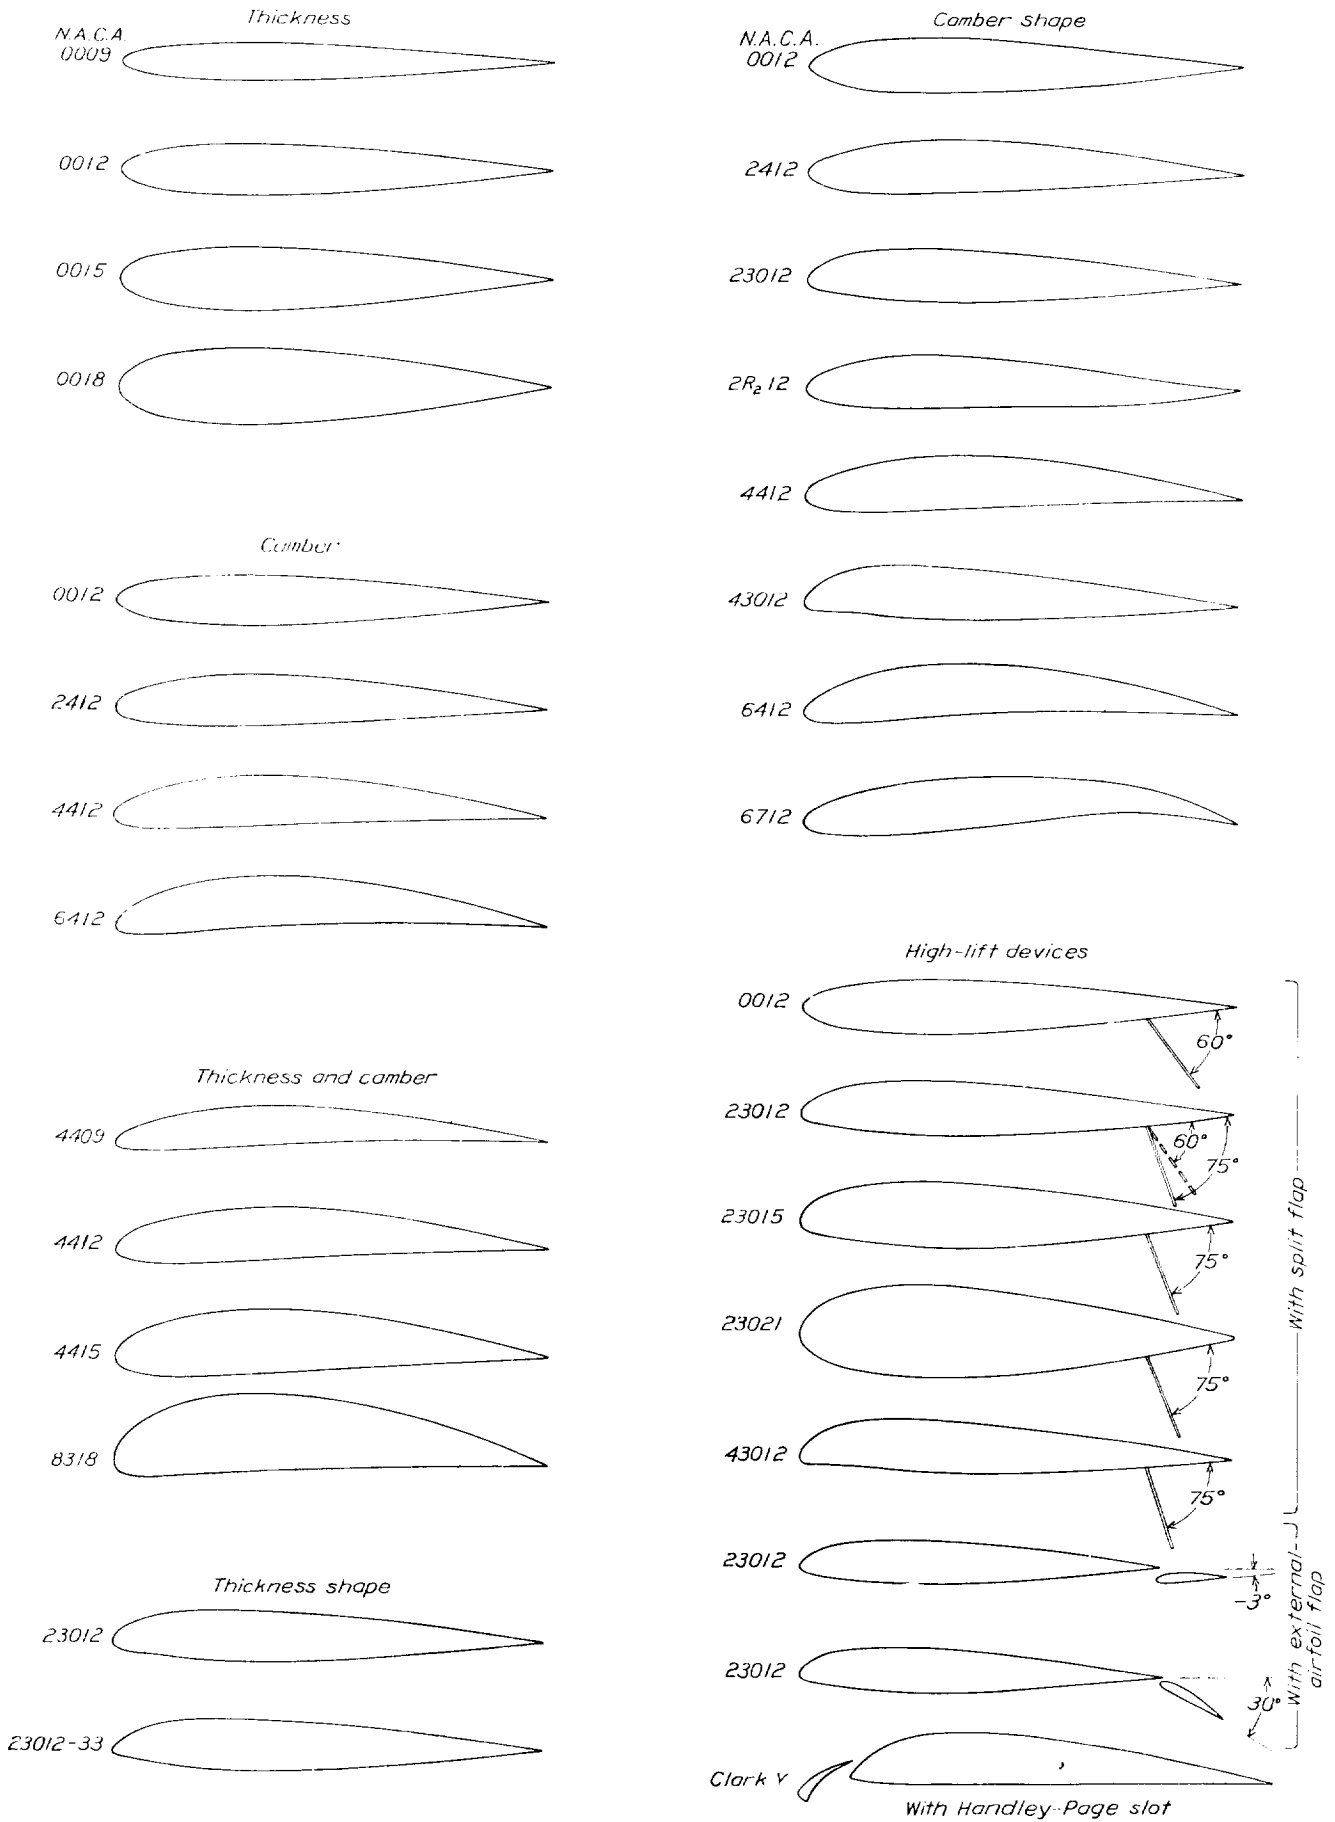 Thickness
N.A.C.A.
0009
0012
0015
0018
Camber
0012
2412
4412
6412
Thickness and camber
4409
4412
4415
8318
Thickness shape
23012
23012-33
Camber shape
N.A.C.A.
0012
2412
23012
2R₂12
4412
43012
6412
6712
High-lift devices
0012
60°
23012
60°
75°
23015
75°
23021
75°
43012
75°
With split flap
23012
-3°
23012
30°
With external
airfoil flap
Clark Y
With Handley-Page slot